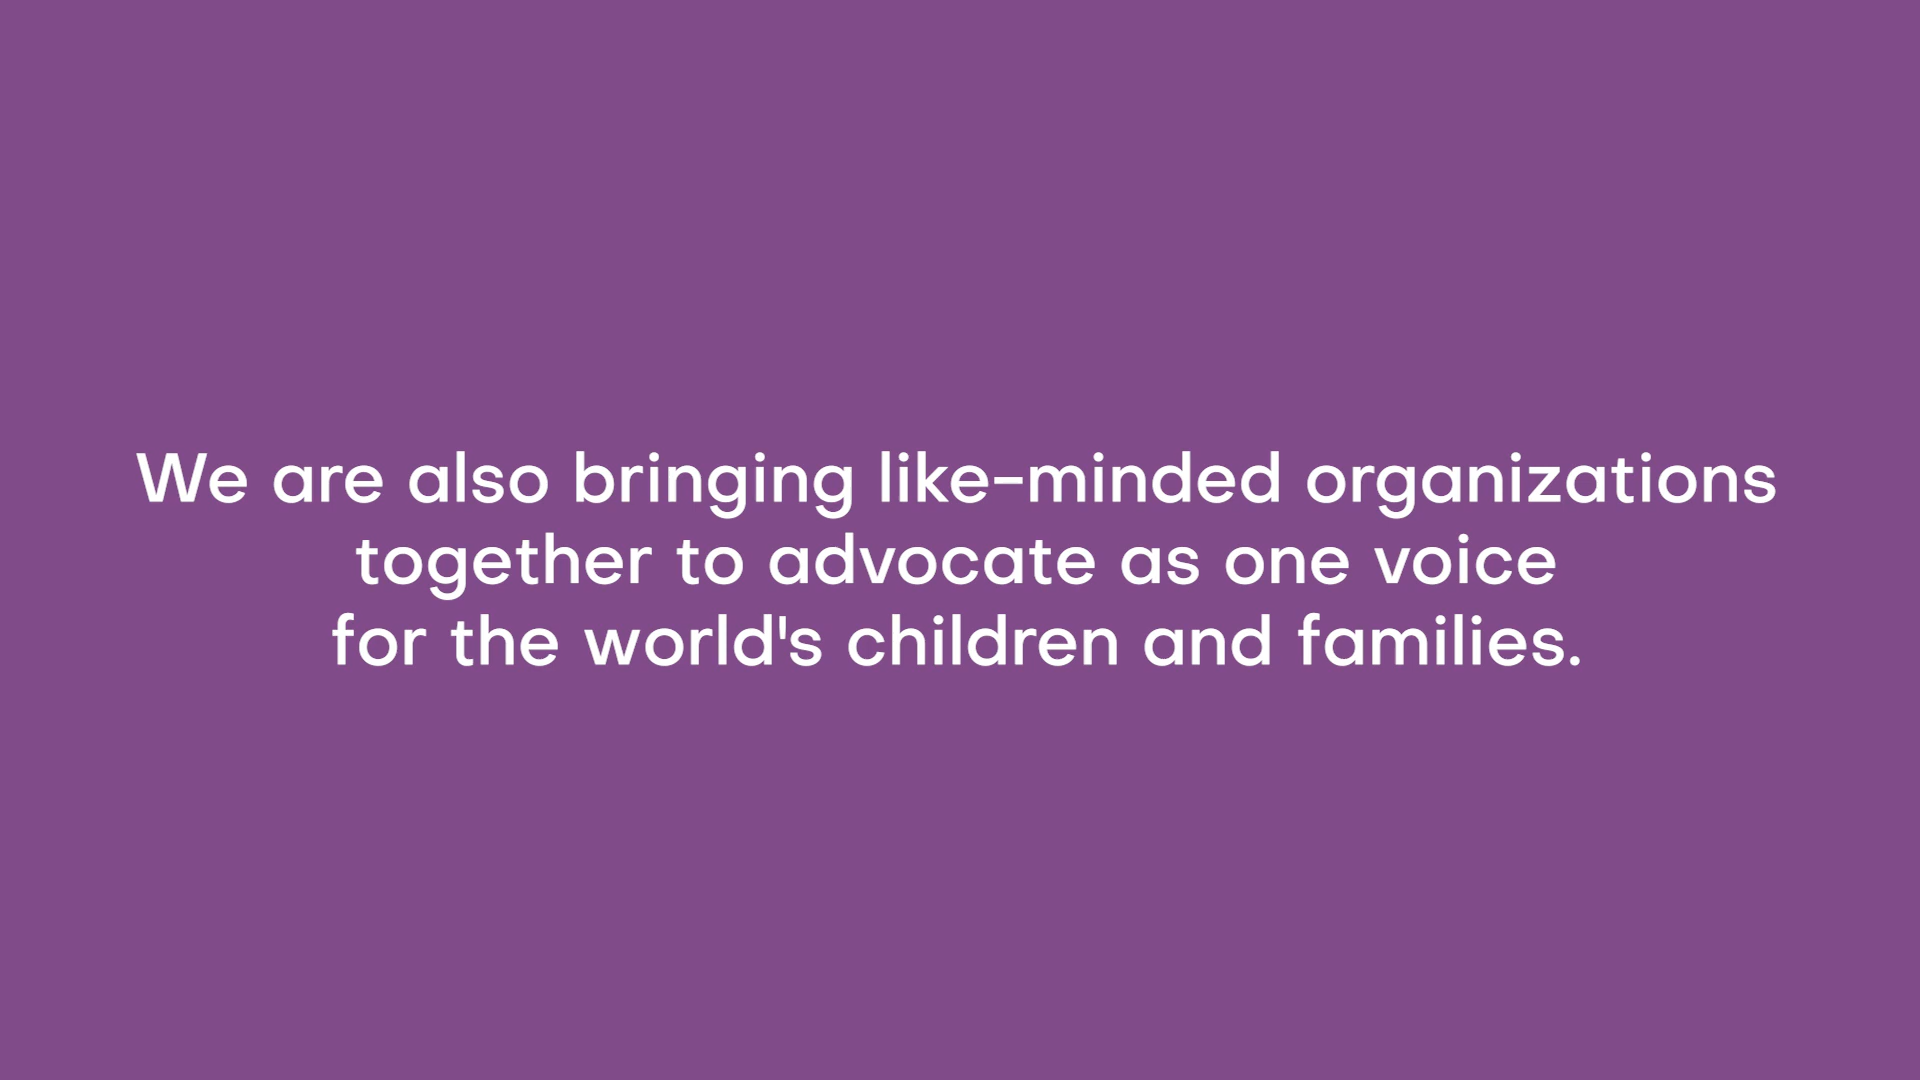 We are also bringing like-minded organizations
together to advocate as one voice
for the world's children and families.